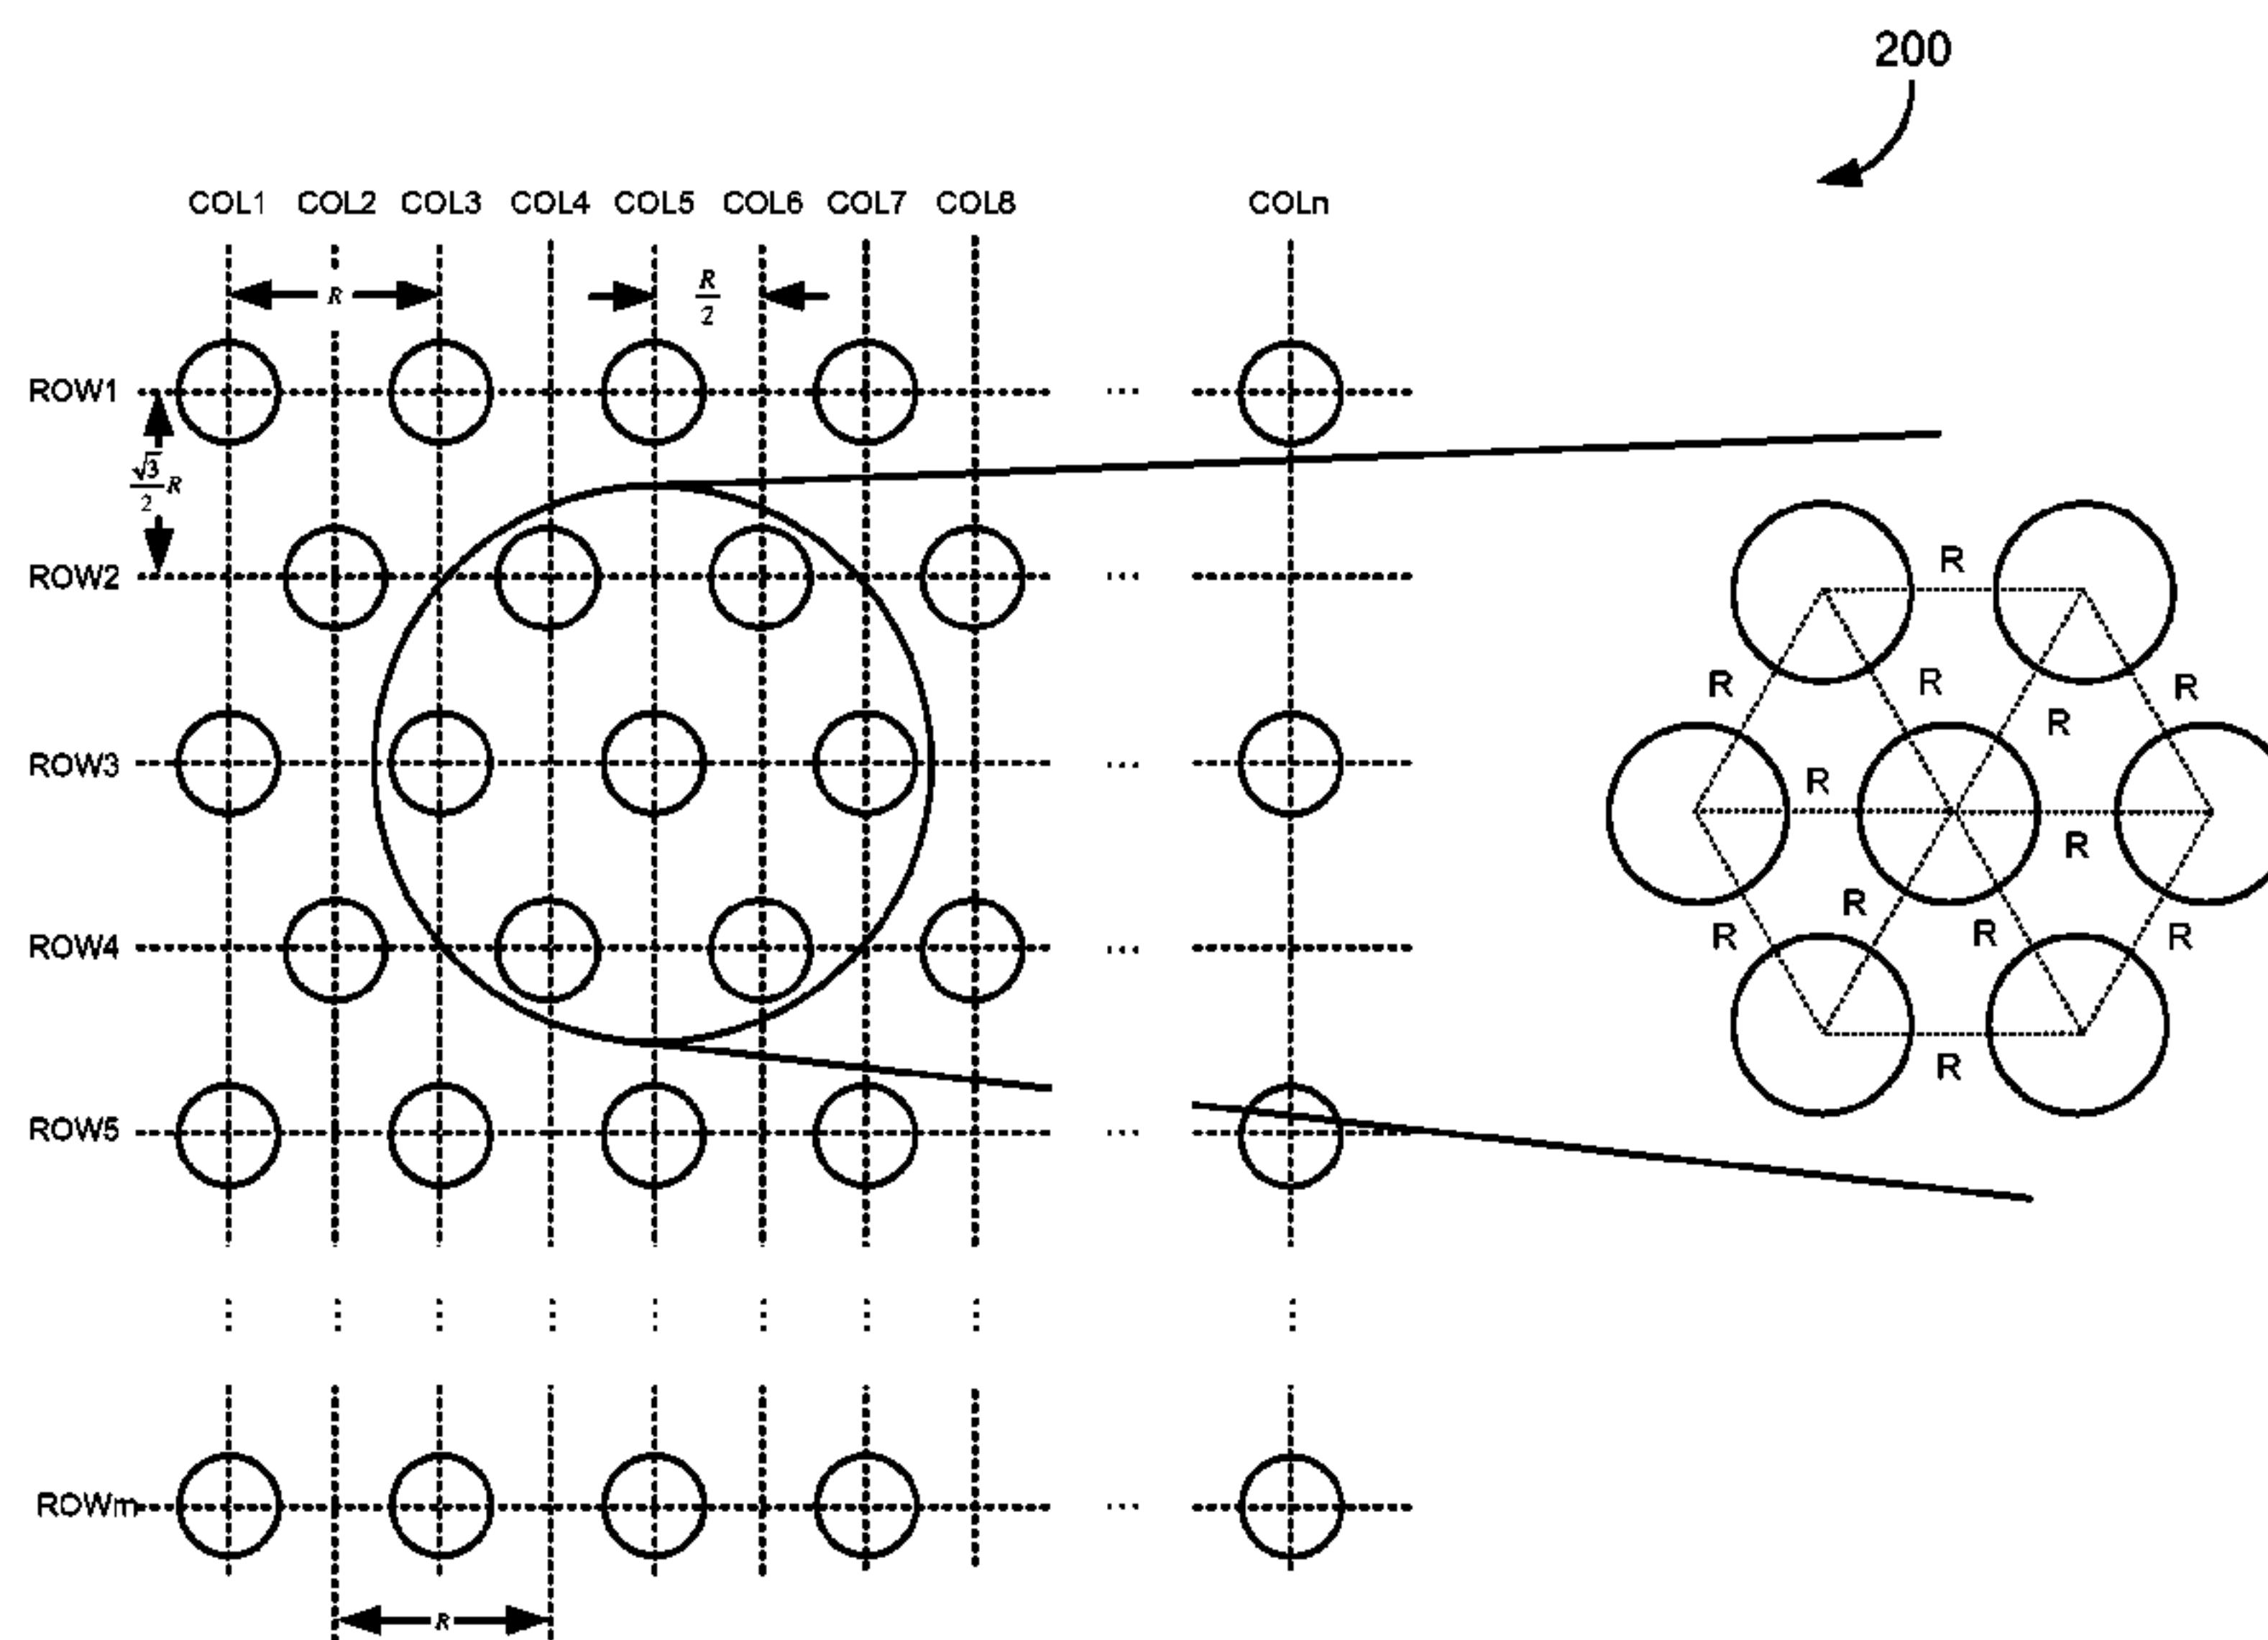 200
COL1 COL2 COL3 COL4 COL5 COL6 COL7 COL8 COLn
R
R
2
ROW1
...
√3
2 R
ROW2
...
R
R
R
R
R
ROW3
...
R
R
R
R
R
R
R
ROW4
...
ROW5
...
ROWm
...
R